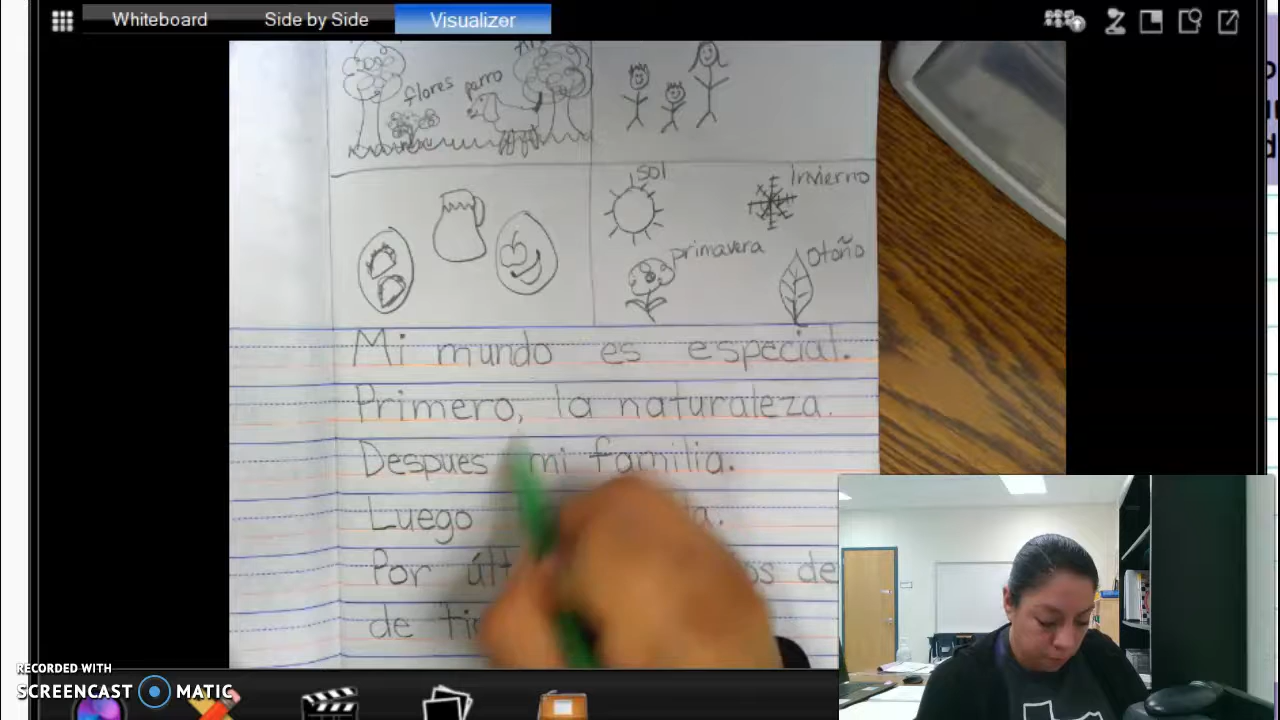 Whiteboard Side by Side Visualizer
flores perro
sol Invierno
primavera Otoño
Mi mundo es especial.
Primero, la naturaleza.
Despues mi familia.
Luego
Por
de
RECORDED WITH
SCREENCAST MATIC